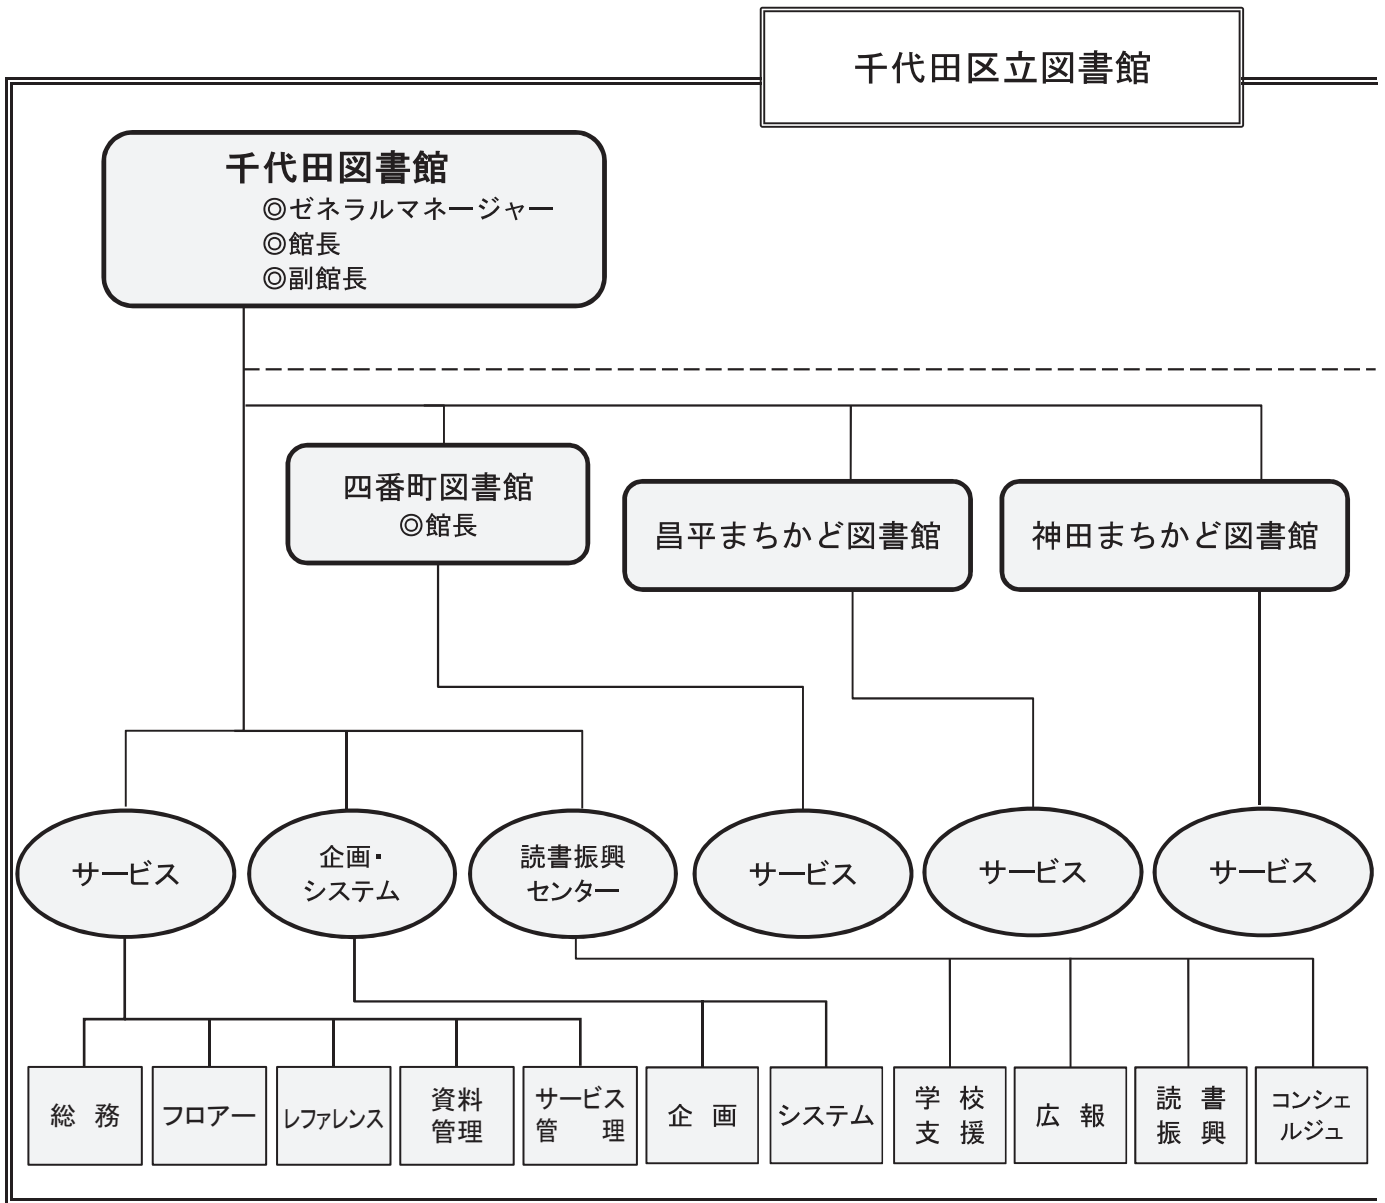 千代田区立図書館
千代田図書館
◎ゼネラルマネージャー
◎館長
◎副館長
四番町図書館
◎館長
昌平まちかど図書館
神田まちかど図書館
サービス
企画・
システム
読書振興
センター
サービス
サービス
サービス
総務
フロアー
レファレンス
資料
管理
サービス
管理
企画
システム
学校
支援
広報
読書
振興
コンシェ
ルジュ